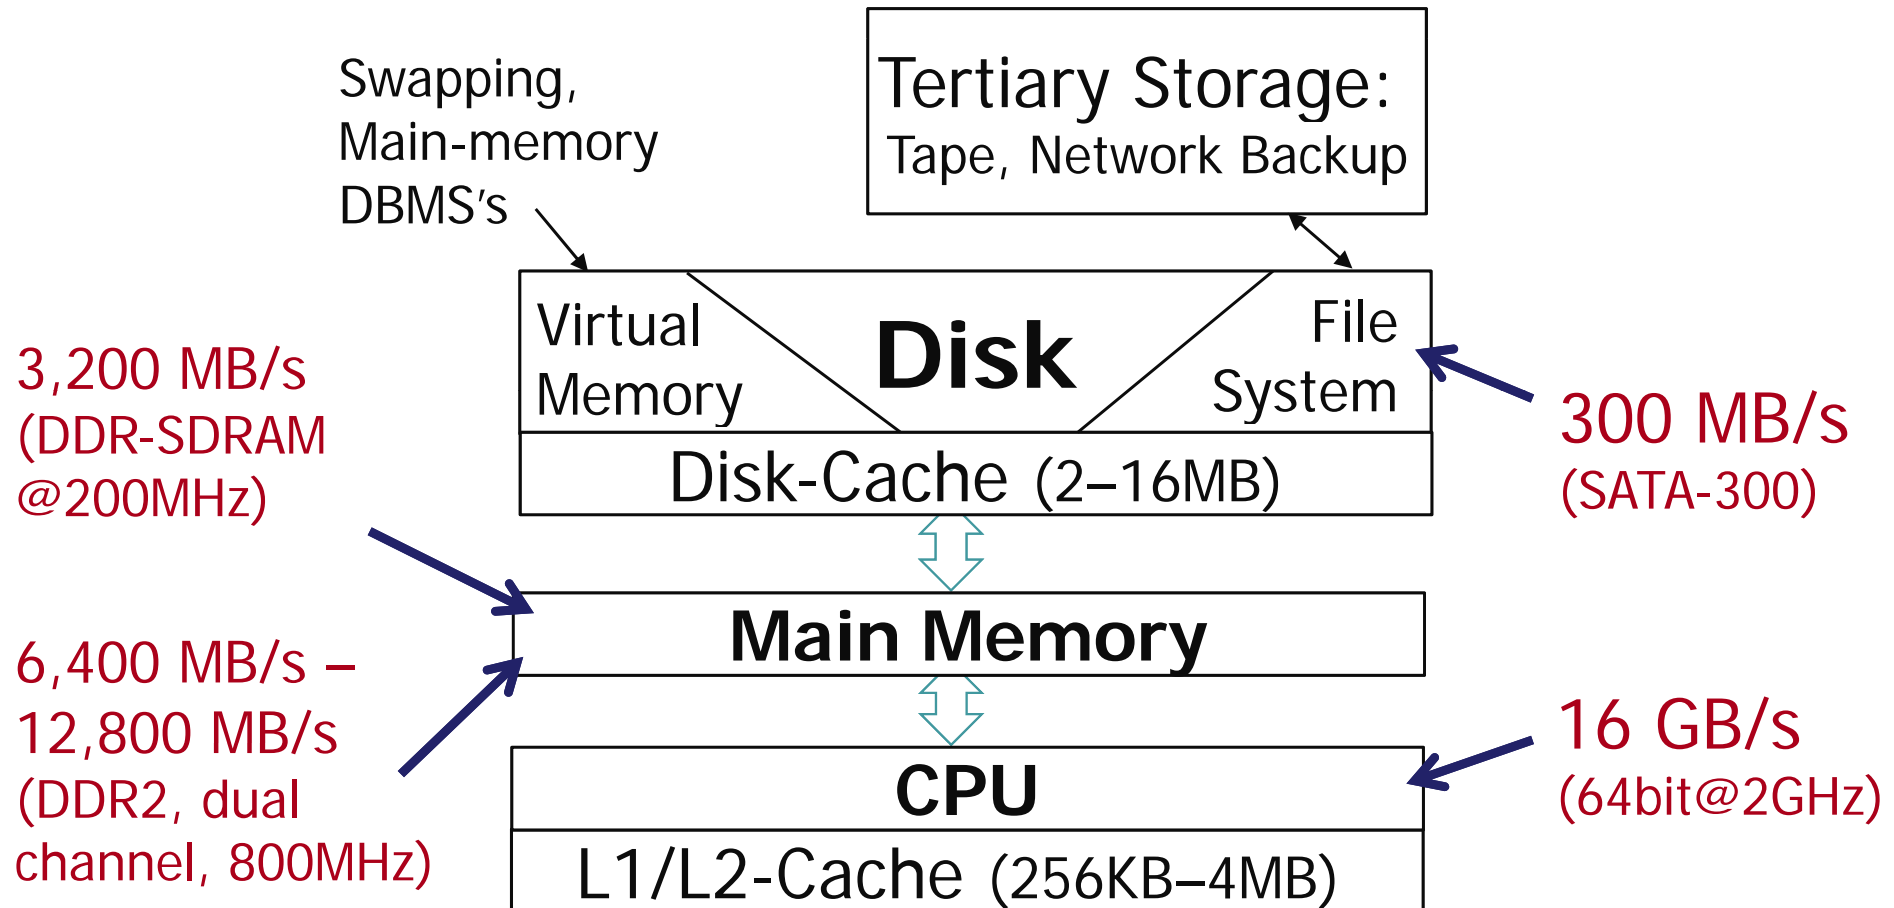 Swapping,
Main-memory
DBMS's
Tertiary Storage:
Tape, Network Backup
Virtual
Memory
Disk
File
System
Disk-Cache (2–16MB)
3,200 MB/s
(DDR-SDRAM
@200MHz)
300 MB/s
(SATA-300)
Main Memory
6,400 MB/s –
12,800 MB/s
(DDR2, dual
channel, 800MHz)
16 GB/s
(64bit@2GHz)
CPU
L1/L2-Cache (256KB–4MB)